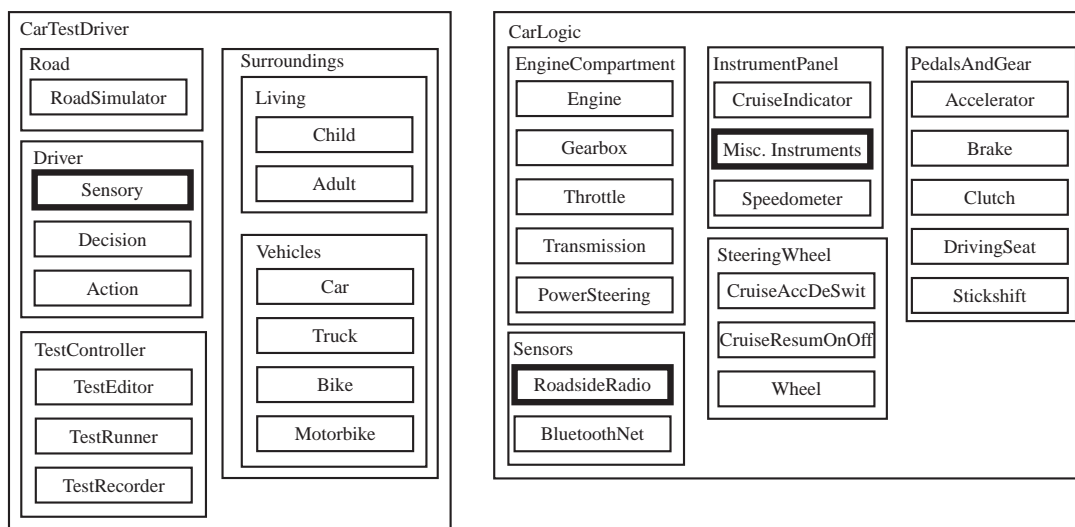 CarTestDriver
Road
RoadSimulator
Driver
Sensory
Decision
Action
TestController
TestEditor
TestRunner
TestRecorder
Surroundings
Living
Child
Adult
Vehicles
Car
Truck
Bike
Motorbike
CarLogic
EngineCompartment
Engine
Gearbox
Throttle
Transmission
PowerSteering
Sensors
RoadsideRadio
BluetoothNet
InstrumentPanel
CruiseIndicator
Misc. Instruments
Speedometer
SteeringWheel
CruiseAccDeSwit
CruiseResumOnOff
Wheel
PedalsAndGear
Accelerator
Brake
Clutch
DrivingSeat
Stickshift